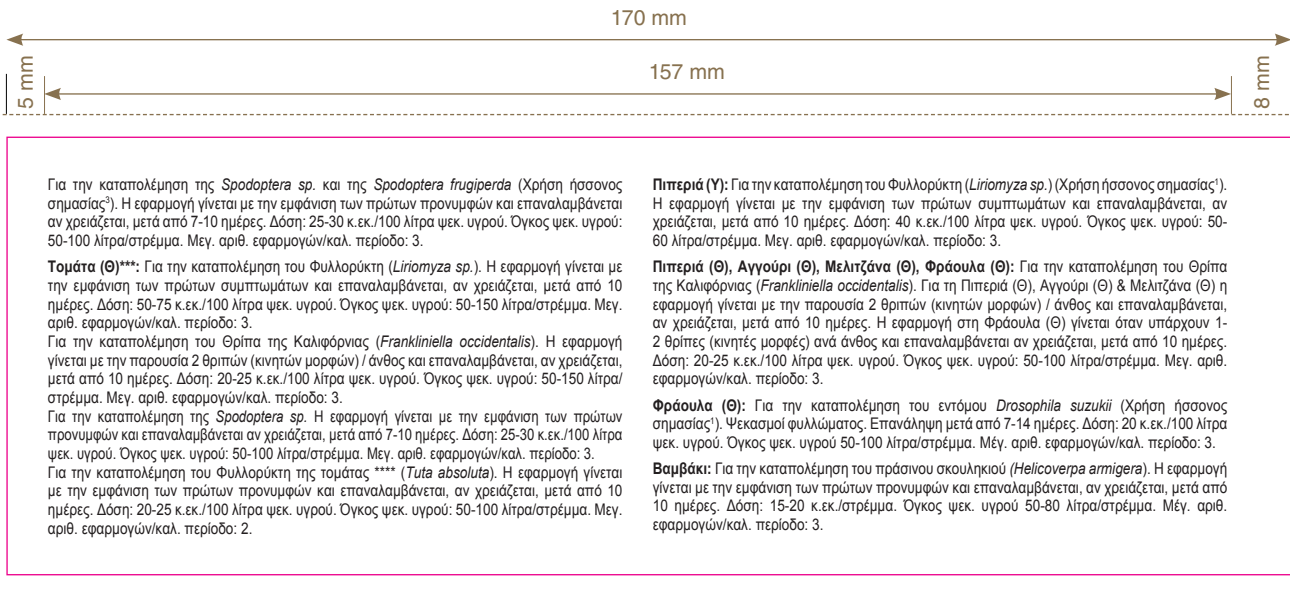 170 mm
157 mm
5 mm
8 mm
Για την καταπολέμηση της Spodoptera sp. και της Spodoptera frugiperda (Χρήση ήσσονος
σημασίας³). Η εφαρμογή γίνεται με την εμφάνιση των πρώτων προνυμφών και επαναλαμβάνεται
αν χρειάζεται, μετά από 7-10 ημέρες. Δόση: 25-30 κ.εκ./100 λίτρα ψεκ. υγρού. Όγκος ψεκ. υγρού:
50-100 λίτρα/στρέμμα. Μεγ. αριθ. εφαρμογών/καλ. περίοδο: 3.
Τομάτα (Θ)***: Για την καταπολέμηση του Φυλλορύκτη (Liriomyza sp.). Η εφαρμογή γίνεται με
την εμφάνιση των πρώτων συμπτωμάτων και επαναλαμβάνεται, αν χρειάζεται, μετά από 10
ημέρες. Δόση: 50-75 κ.εκ./100 λίτρα ψεκ. υγρού. Όγκος ψεκ. υγρού: 50-150 λίτρα/στρέμμα. Μεγ.
αριθ. εφαρμογών/καλ. περίοδο: 3.
Για την καταπολέμηση του Θρίπα της Καλιφόρνιας (Frankliniella occidentalis). Η εφαρμογή
γίνεται με την παρουσία 2 θριπών (κινητών μορφών) / άνθος και επαναλαμβάνεται, αν χρειάζεται,
μετά από 10 ημέρες. Δόση: 20-25 κ.εκ./100 λίτρα ψεκ. υγρού. Όγκος ψεκ. υγρού: 50-150 λίτρα/
στρέμμα. Μεγ. αριθ. εφαρμογών/καλ. περίοδο: 3.
Για την καταπολέμηση της Spodoptera sp. Η εφαρμογή γίνεται με την εμφάνιση των πρώτων
προνυμφών και επαναλαμβάνεται αν χρειάζεται, μετά από 7-10 ημέρες. Δόση: 25-30 κ.εκ./100 λίτρα
ψεκ. υγρού. Όγκος ψεκ. υγρού: 50-100 λίτρα/στρέμμα. Μεγ. αριθ. εφαρμογών/καλ. περίοδο: 3.
Για την καταπολέμηση του Φυλλορύκτη της τομάτας **** (Tuta absoluta). Η εφαρμογή γίνεται
με την εμφάνιση των πρώτων προνυμφών και επαναλαμβάνεται, αν χρειάζεται, μετά από 10
ημέρες. Δόση: 20-25 κ.εκ./100 λίτρα ψεκ. υγρού. Όγκος ψεκ. υγρού: 50-100 λίτρα/στρέμμα. Μεγ.
αριθ. εφαρμογών/καλ. περίοδο: 2.
Πιπεριά (Υ): Για την καταπολέμηση του Φυλλορύκτη (Liriomyza sp.) (Χρήση ήσσονος σημασίας¹).
Η εφαρμογή γίνεται με την εμφάνιση των πρώτων συμπτωμάτων και επαναλαμβάνεται, αν
χρειάζεται, μετά από 10 ημέρες. Δόση: 40 κ.εκ./100 λίτρα ψεκ. υγρού. Όγκος ψεκ. υγρού: 50-
60 λίτρα/στρέμμα. Μεγ. αριθ. εφαρμογών/καλ. περίοδο: 3.
Πιπεριά (Θ), Αγγούρι (Θ), Μελιτζάνα (Θ), Φράουλα (Θ): Για την καταπολέμηση του Θρίπα
της Καλιφόρνιας (Frankliniella occidentalis). Για τη Πιπεριά (Θ), Αγγούρι (Θ) & Μελιτζάνα (Θ) η
εφαρμογή γίνεται με την παρουσία 2 θριπών (κινητών μορφών) / άνθος και επαναλαμβάνεται,
αν χρειάζεται, μετά από 10 ημέρες. Η εφαρμογή στη Φράουλα (Θ) γίνεται όταν υπάρχουν 1-
2 θρίπες (κινητές μορφές) ανά άνθος και επαναλαμβάνεται αν χρειάζεται, μετά από 10 ημέρες.
Δόση: 20-25 κ.εκ./100 λίτρα ψεκ. υγρού. Όγκος ψεκ. υγρού: 50-100 λίτρα/στρέμμα. Μεγ. αριθ.
εφαρμογών/καλ. περίοδο: 3.
Φράουλα (Θ): Για την καταπολέμηση του εντόμου Drosophila suzukii (Χρήση ήσσονος
σημασίας¹). Ψεκασμοί φυλλώματος. Επανάληψη μετά από 7-14 ημέρες. Δόση: 20 κ.εκ./100 λίτρα
ψεκ. υγρού. Όγκος ψεκ. υγρού 50-100 λίτρα/στρέμμα. Μέγ. αριθ. εφαρμογών/καλ. περίοδο: 3.
Βαμβάκι: Για την καταπολέμηση του πράσινου σκουληκιού (Helicoverpa armigera). Η εφαρμογή
γίνεται με την εμφάνιση των πρώτων προνυμφών και επαναλαμβάνεται, αν χρειάζεται, μετά από
10 ημέρες. Δόση: 15-20 κ.εκ./στρέμμα. Όγκος ψεκ. υγρού 50-80 λίτρα/στρέμμα. Μέγ. αριθ.
εφαρμογών/καλ. περίοδο: 3.